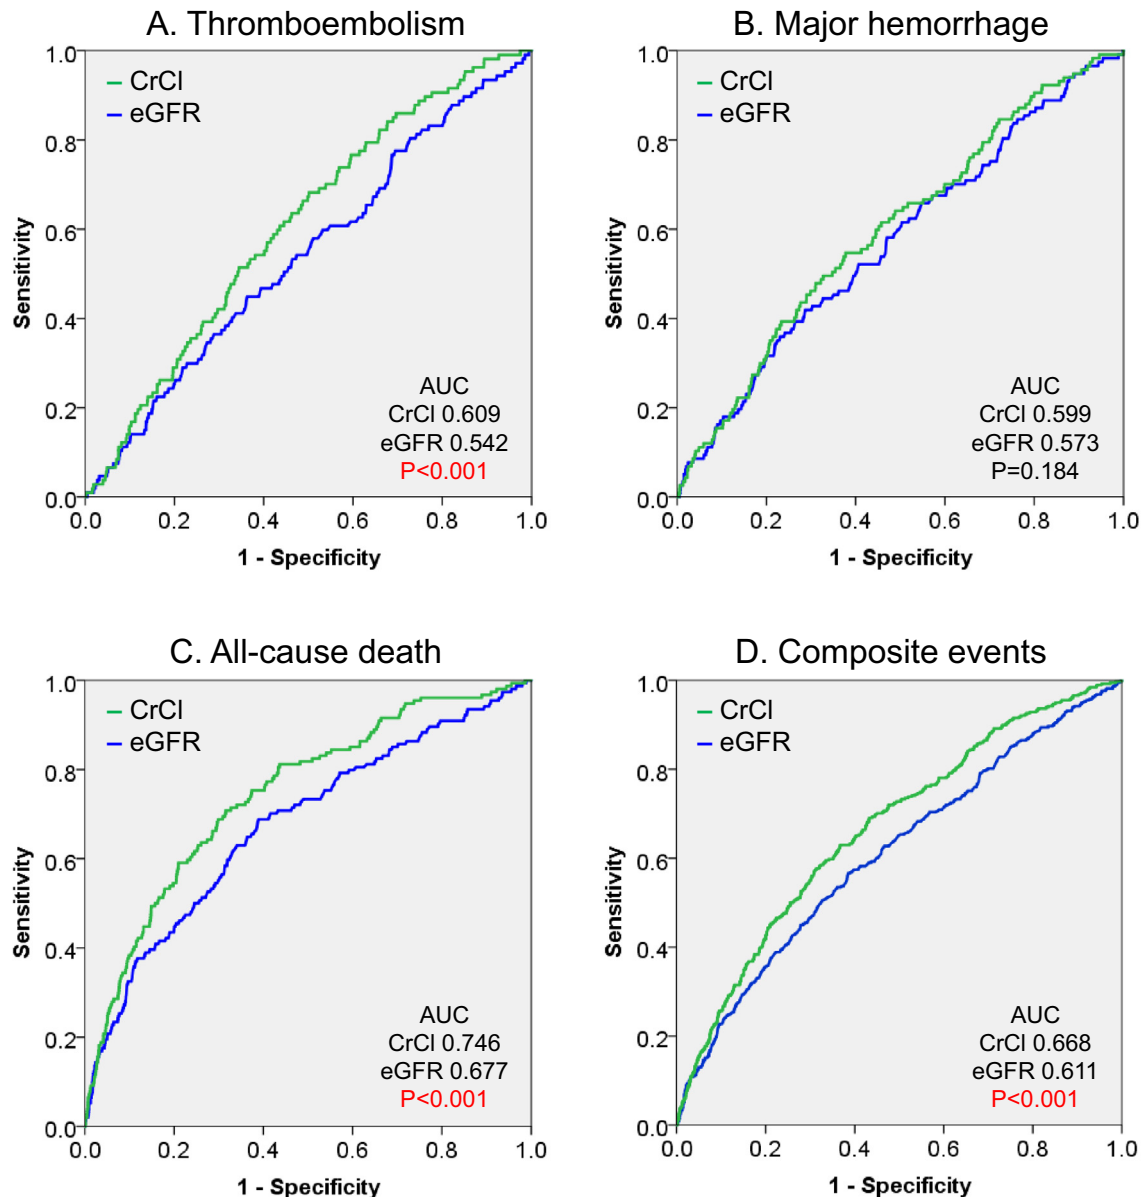 A. Thromboembolism
1.0
0.8
0.6
0.4
0.2
0.0
Sensitivity
CrCl
eGFR
AUC
CrCl 0.609
eGFR 0.542
P<0.001
0.0 0.2 0.4 0.6 0.8 1.0
1 - Specificity
B. Major hemorrhage
1.0
0.8
0.6
0.4
0.2
0.0
Sensitivity
CrCl
eGFR
AUC
CrCl 0.599
eGFR 0.573
P=0.184
0.0 0.2 0.4 0.6 0.8 1.0
1 - Specificity
C. All-cause death
1.0
0.8
0.6
0.4
0.2
0.0
Sensitivity
CrCl
eGFR
AUC
CrCl 0.746
eGFR 0.677
P<0.001
0.0 0.2 0.4 0.6 0.8 1.0
1 - Specificity
D. Composite events
1.0
0.8
0.6
0.4
0.2
0.0
Sensitivity
CrCl
eGFR
AUC
CrCl 0.668
eGFR 0.611
P<0.001
0.0 0.2 0.4 0.6 0.8 1.0
1 - Specificity